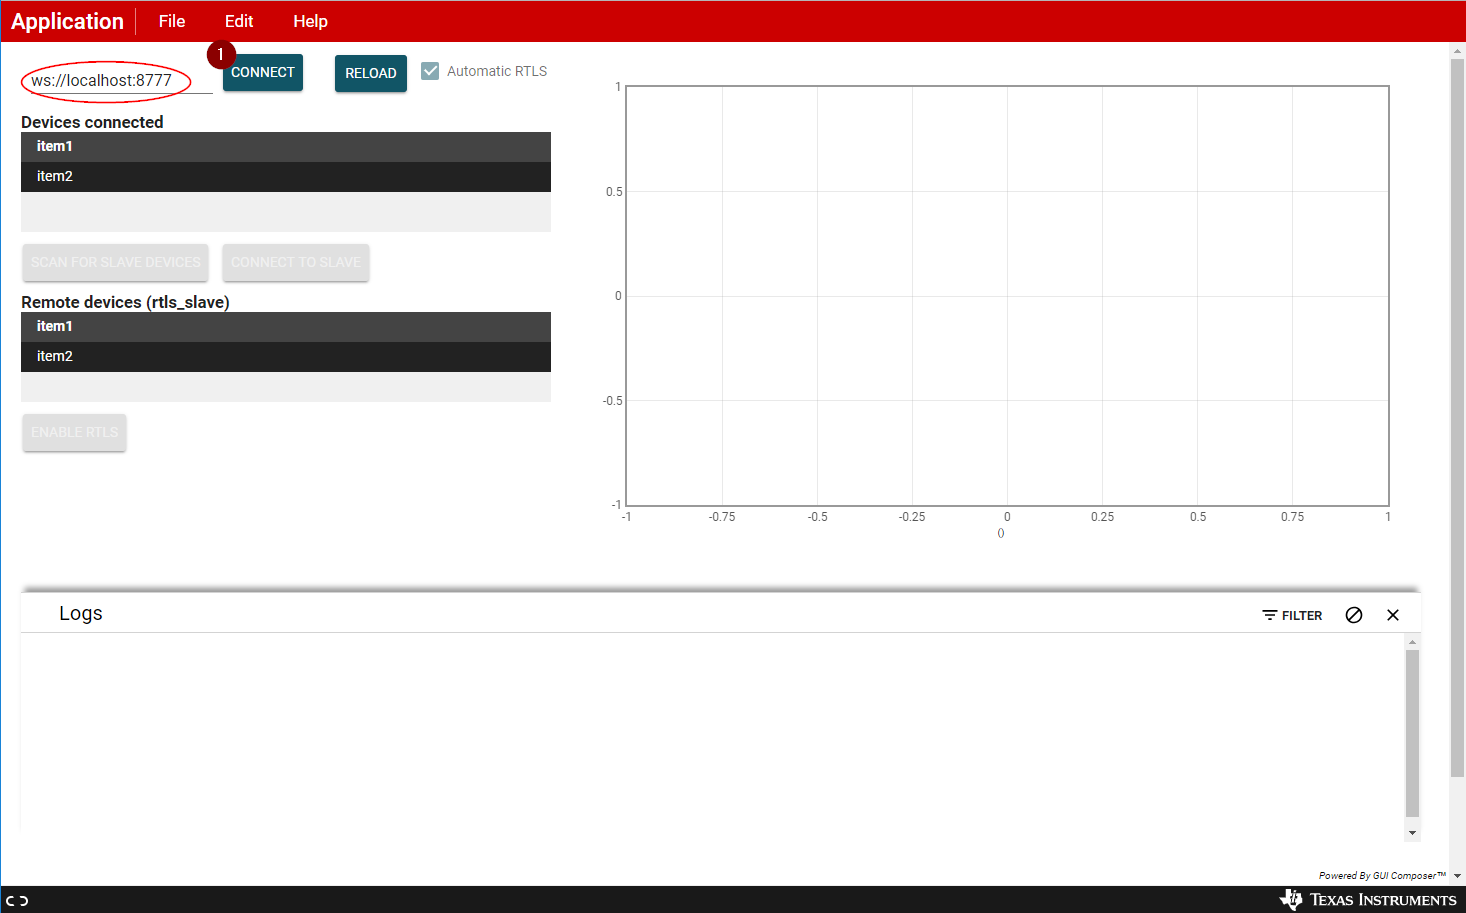 Application File Edit Help
1
ws://localhost:8777 CONNECT RELOAD Automatic RTLS
Devices connected
item1
item2
SCAN FOR SLAVE DEVICES CONNECT TO SLAVE
Remote devices (rtls_slave)
item1
item2
ENABLE RTLS
1
0.5
0
-0.5
-1
-1 -0.75 -0.5 -0.25 0 0.25 0.5 0.75 1
()
Logs FILTER
Powered By GUI Composer™
TEXAS INSTRUMENTS